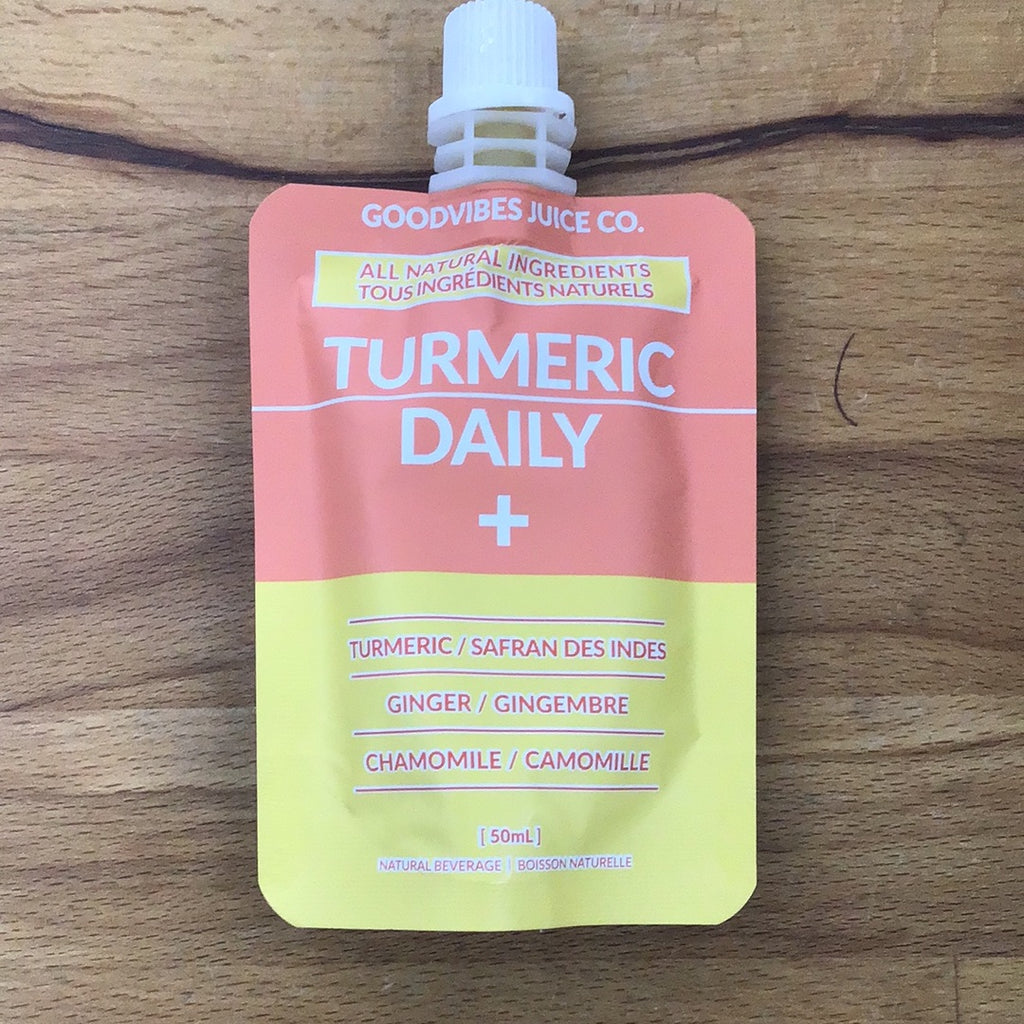 GOODVIBES JUICE CO.
ALL NATURAL INGREDIENTS
TOUS INGRÉDIENTS NATURELS
TURMERIC
DAILY
+
TURMERIC / SAFRAN DES INDES
GINGER / GINGEMBRE
CHAMOMILE / CAMOMILLE
[ 50mL ]
NATURAL BEVERAGE | BOISSON NATURELLE